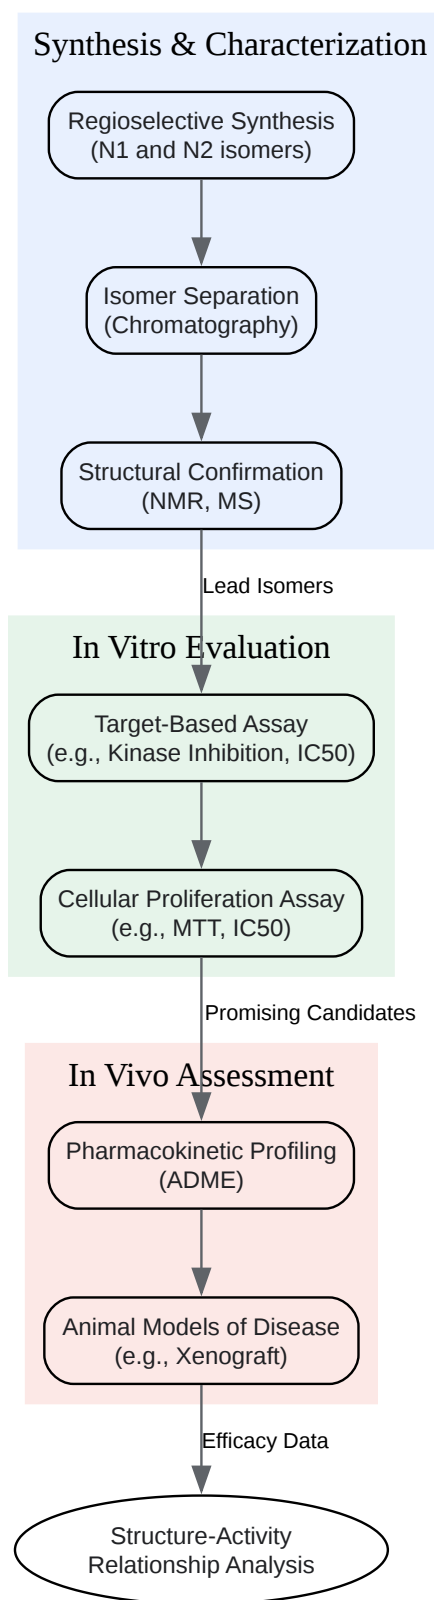 Synthesis & Characterization
Regioselective Synthesis
(N1 and N2 isomers)
Isomer Separation
(Chromatography)
Structural Confirmation
(NMR, MS)
Lead Isomers
In Vitro Evaluation
Target-Based Assay
(e.g., Kinase Inhibition, IC50)
Cellular Proliferation Assay
(e.g., MTT, IC50)
Promising Candidates
In Vivo Assessment
Pharmacokinetic Profiling
(ADME)
Animal Models of Disease
(e.g., Xenograft)
Efficacy Data
Structure-Activity
Relationship Analysis